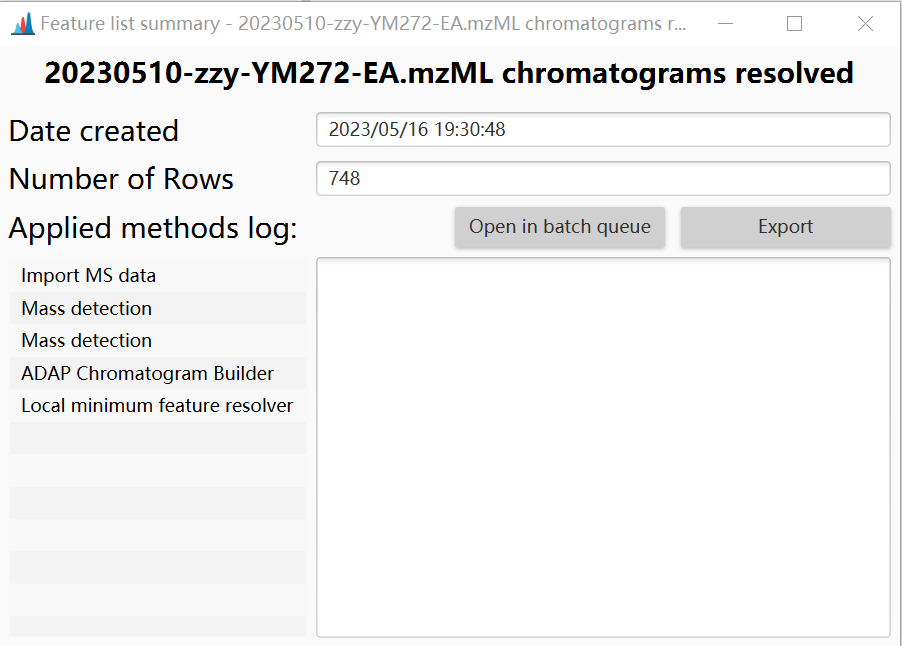 Feature list summary - 20230510-zzy-YM272-EA.mzML chromatograms r...
20230510-zzy-YM272-EA.mzML chromatograms resolved
Date created
2023/05/16 19:30:48
Number of Rows
748
Applied methods log:
Open in batch queue
Export
Import MS data
Mass detection
Mass detection
ADAP Chromatogram Builder
Local minimum feature resolver